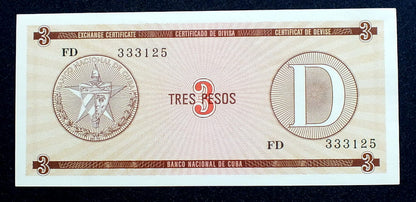 3 EXCHANGE CERTIFICATE CERTIFICADO DE DIVISA CERTIFICAT DE DEVISE 3
FD 333125
BANCO NACIONAL DE CUBA
TRES PESOS
3
D
FD 333125
3 BANCO NACIONAL DE CUBA 3